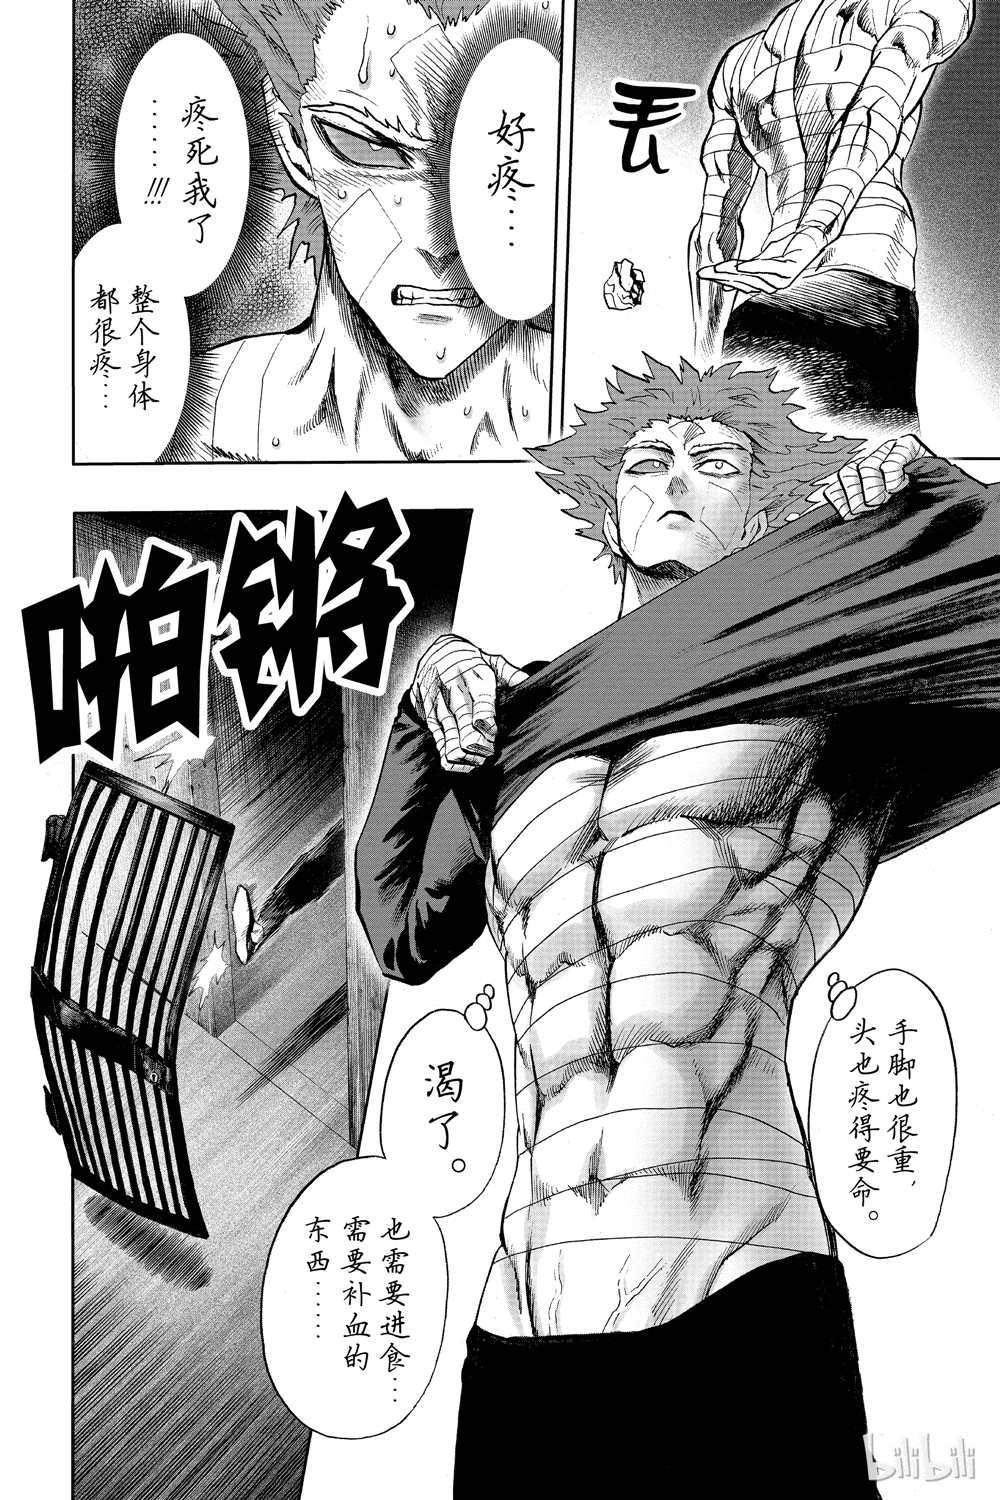 丢
好疼……
疼死我了
……!!!
整个身体
都很疼……
啪锵
手脚也很重，
头也疼得要命。
渴了。
也需要进食……
需要补血的
东西……
bilibili